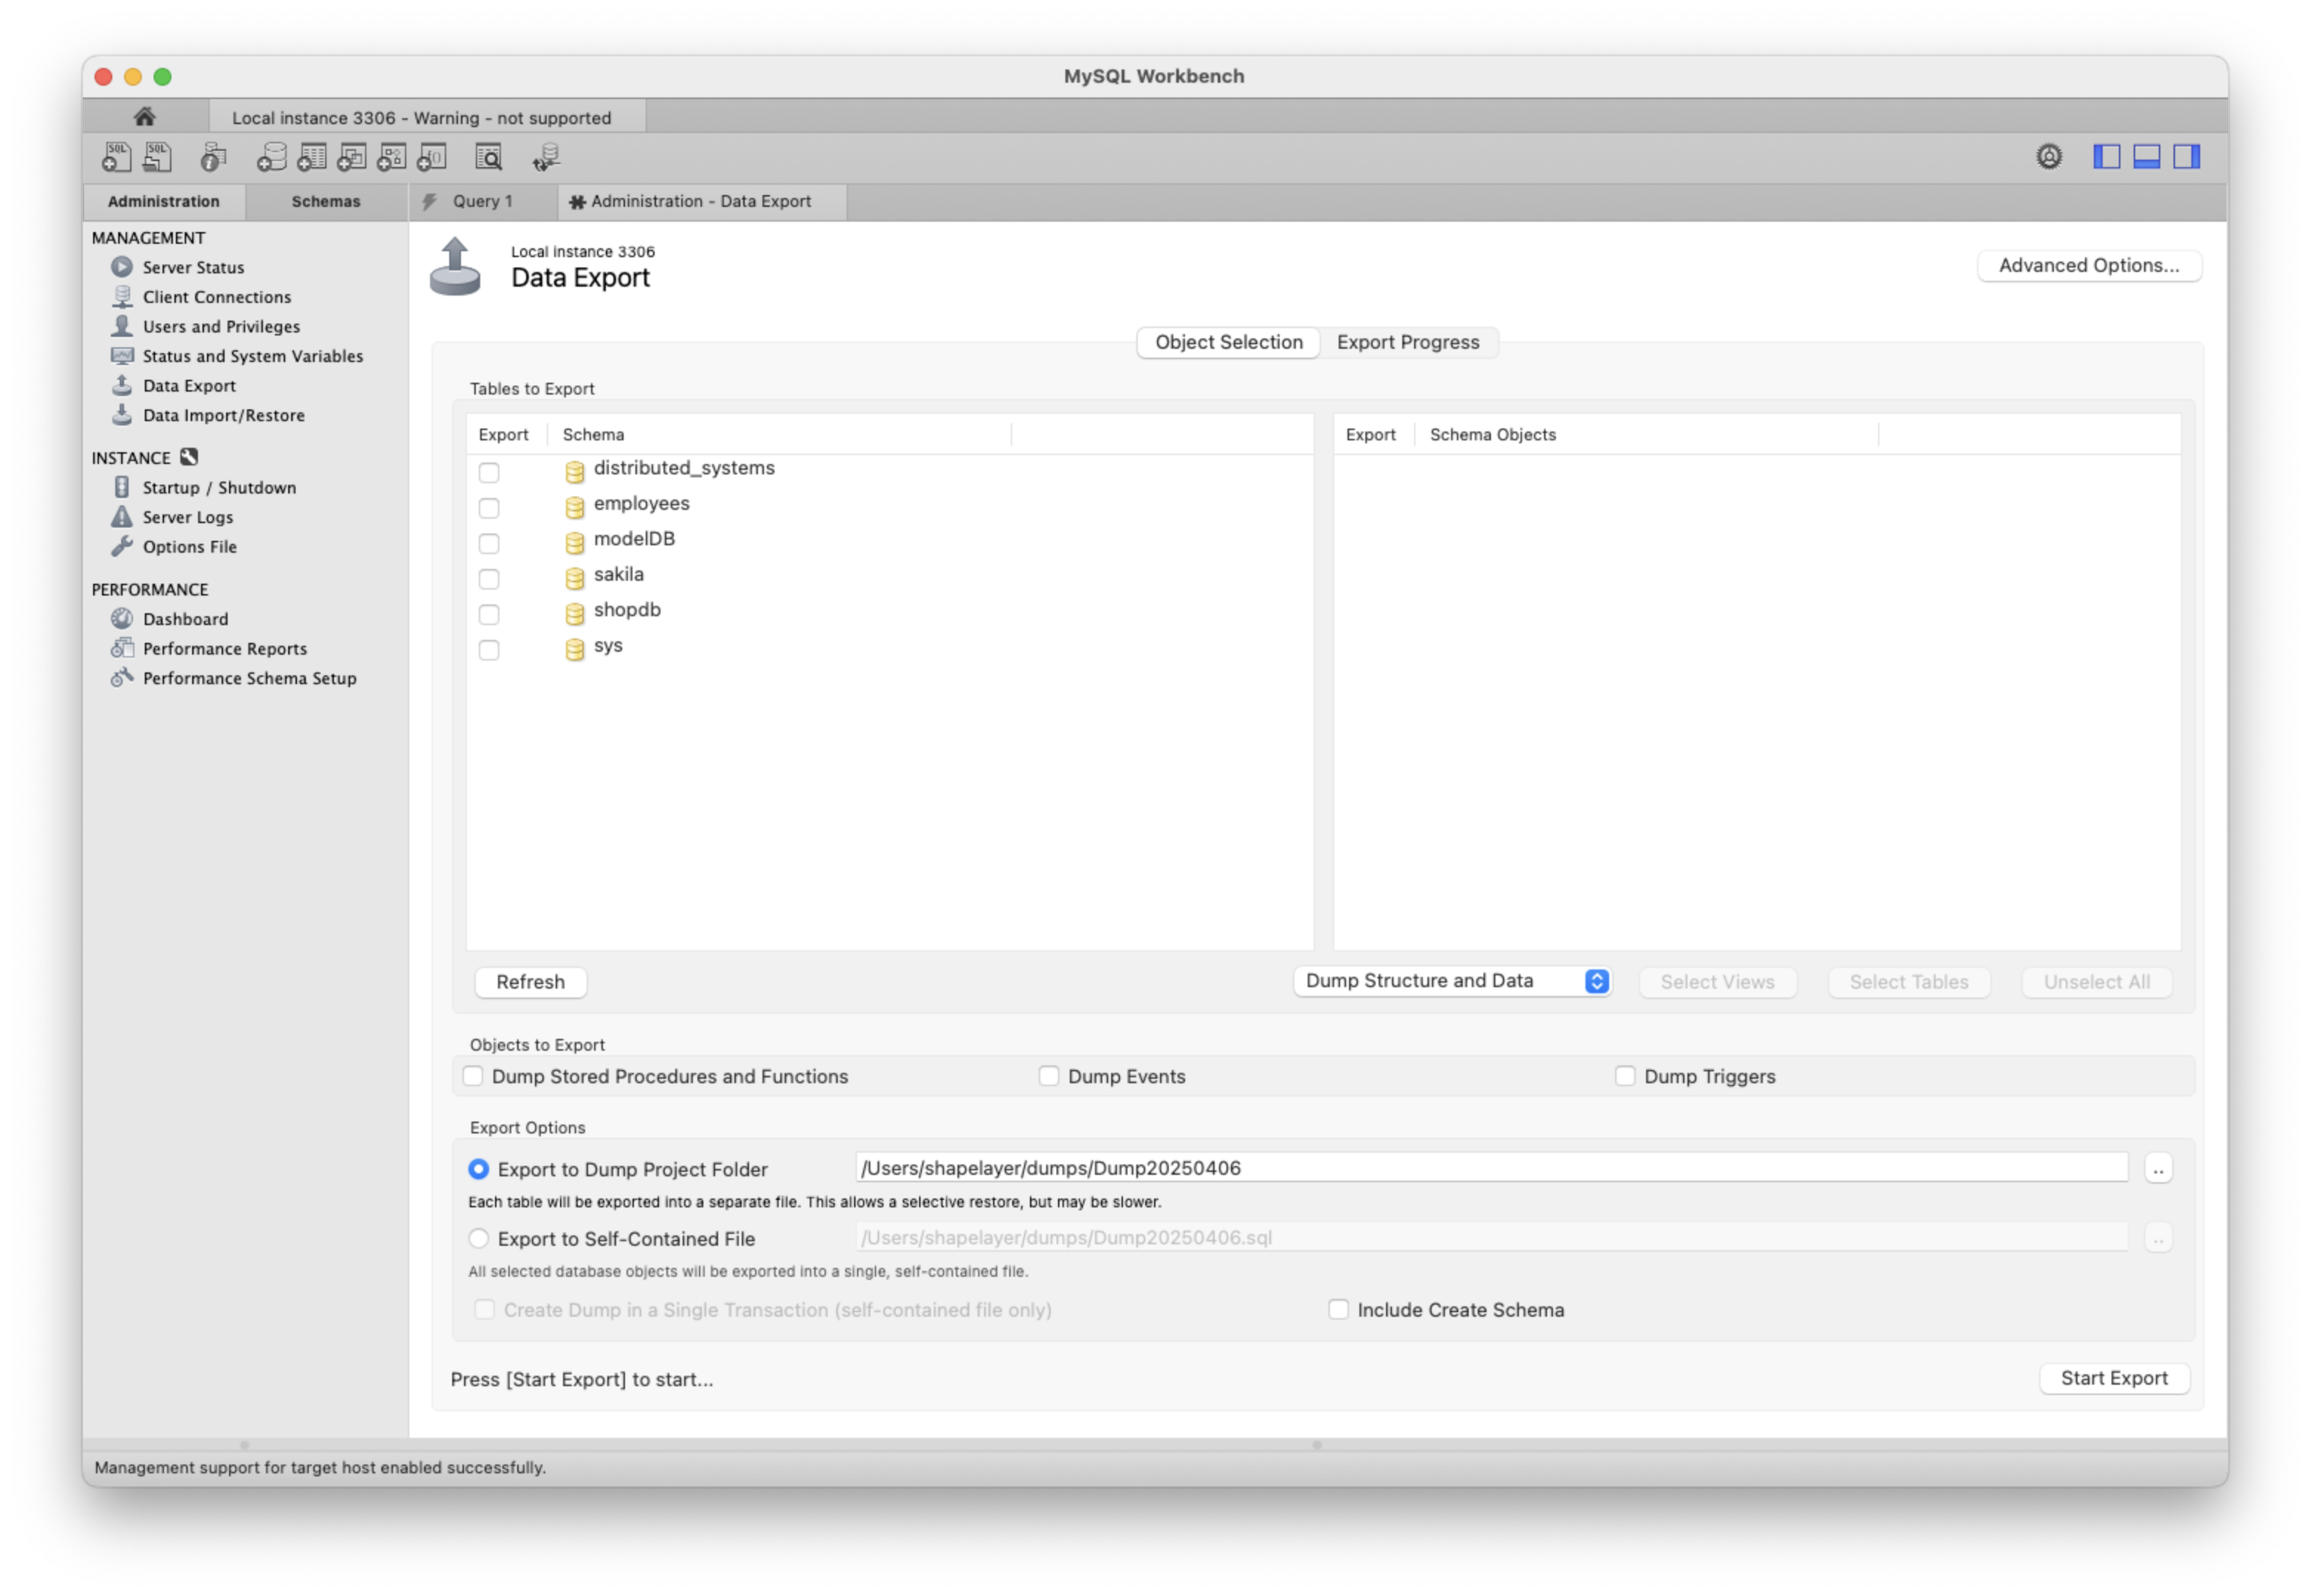 MySQL Workbench
Local instance 3306 - Warning - not supported
SQL SQL
Administration Schemas Query 1 Administration - Data Export
MANAGEMENT
Server Status
Client Connections
Users and Privileges
Status and System Variables
Data Export
Data Import/Restore
INSTANCE
Startup / Shutdown
Server Logs
Options File
PERFORMANCE
Dashboard
Performance Reports
Performance Schema Setup
Local instance 3306
Data Export
Advanced Options...
Object Selection Export Progress
Tables to Export
Export Schema
distributed_systems
employees
modelDB
sakila
shopdb
sys
Export Schema Objects
Refresh Dump Structure and Data Select Views Select Tables Unselect All
Objects to Export
Dump Stored Procedures and Functions Dump Events Dump Triggers
Export Options
Export to Dump Project Folder /Users/shapelayer/dumps/Dump20250406 ..
Each table will be exported into a separate file. This allows a selective restore, but may be slower.
Export to Self-Contained File /Users/shapelayer/dumps/Dump20250406.sql ..
All selected database objects will be exported into a single, self-contained file.
Create Dump in a Single Transaction (self-contained file only) Include Create Schema
Press [Start Export] to start... Start Export
Management support for target host enabled successfully.